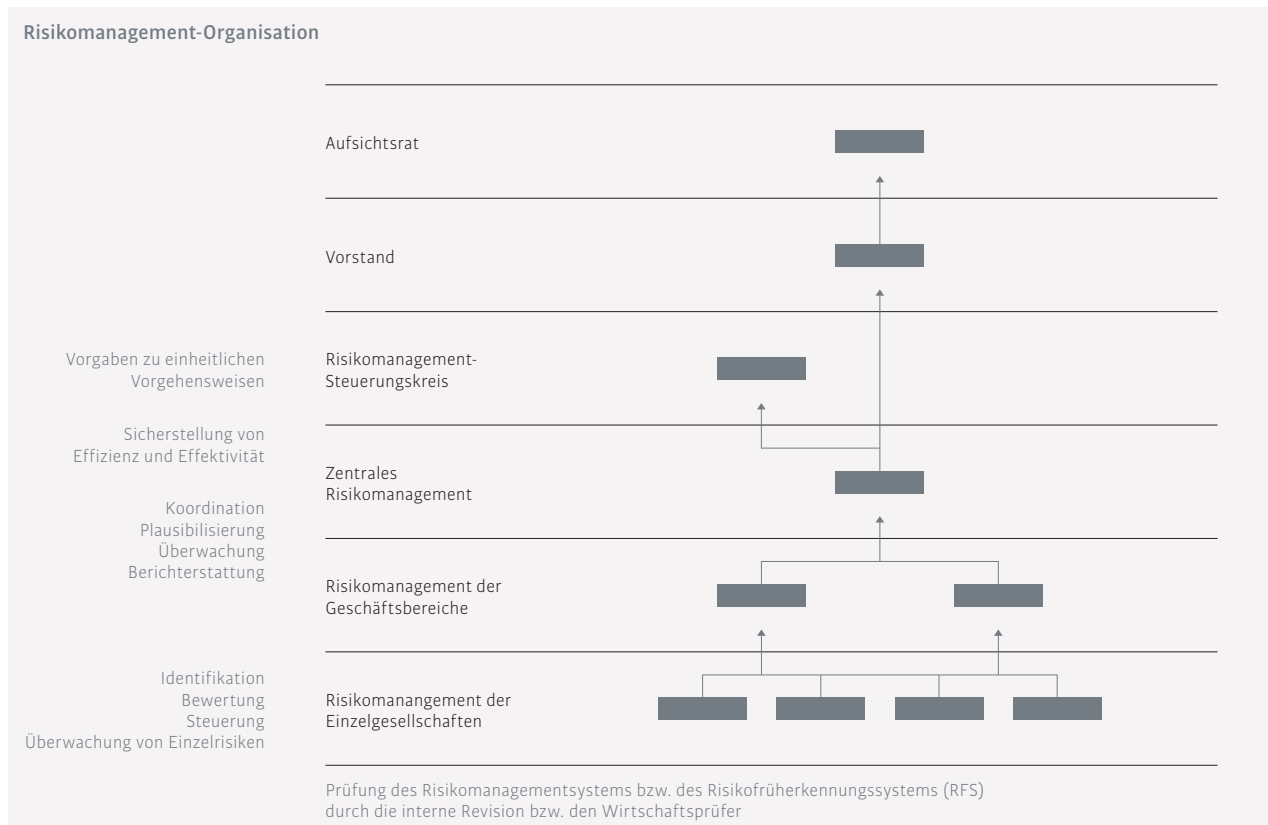 Risikomanagement-Organisation
Aufsichtsrat
Vorstand
Vorgaben zu einheitlichen
Vorgehensweisen
Risikomanagement-
Steuerungskreis
Sicherstellung von
Effizienz und Effektivität
Zentrales
Risikomanagement
Koordination
Plausibilisierung
Überwachung
Berichterstattung
Risikomanagement der
Geschäftsbereiche
Identifikation
Bewertung
Steuerung
Überwachung von Einzelrisiken
Risikomanangement der
Einzelgesellschaften
Prüfung des Risikomanagementsystems bzw. des Risikofrüherkennungssystems (RFS)
durch die interne Revision bzw. den Wirtschaftsprüfer